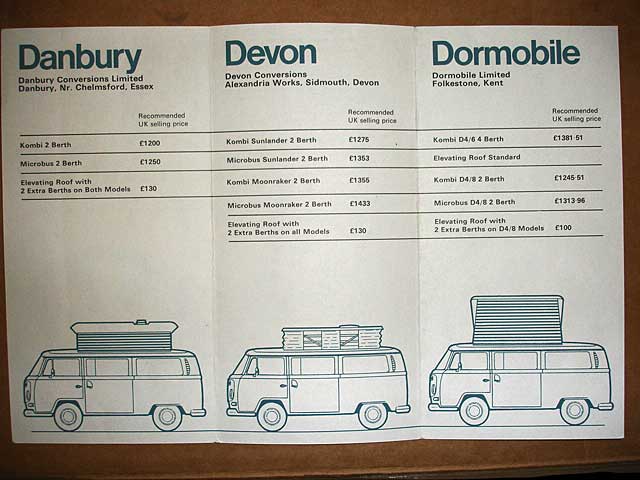 Danbury
Danbury Conversions Limited
Danbury, Nr. Chelmsford, Essex
Recommended
UK selling price
Kombi 2 Berth £1200
Microbus 2 Berth £1250
Elevating Roof with
2 Extra Berths on Both Models £130
Devon
Devon Conversions
Alexandria Works, Sidmouth, Devon
Recommended
UK selling price
Kombi Sunlander 2 Berth £1275
Microbus Sunlander 2 Berth £1353
Kombi Moonraker 2 Berth £1355
Microbus Moonraker 2 Berth £1433
Elevating Roof with
2 Extra Berths on all Models £130
Dormobile
Dormobile Limited
Folkestone, Kent
Recommended
UK selling price
Kombi D4/6 4 Berth £1381·51
Elevating Roof Standard
Kombi D4/8 2 Berth £1245·51
Microbus D4/8 2 Berth £1313·96
Elevating Roof with
2 Extra Berths on D4/8 Models £100